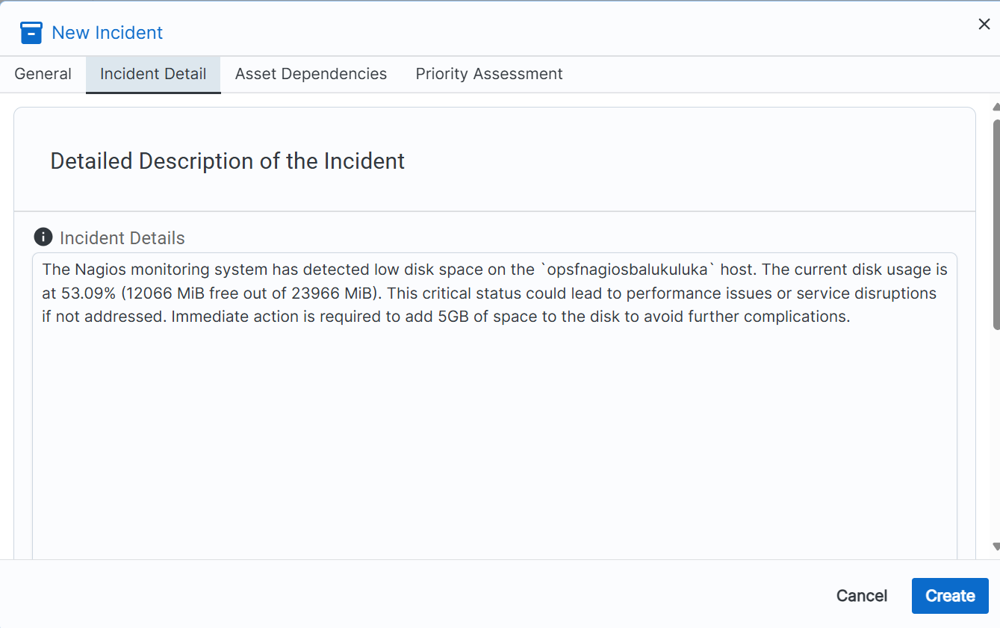 New Incident
General
Incident Detail
Asset Dependencies
Priority Assessment
Detailed Description of the Incident
Incident Details
The Nagios monitoring system has detected low disk space on the `opsfnagiosbalukuluka` host. The current disk usage is
at 53.09% (12066 MiB free out of 23966 MiB). This critical status could lead to performance issues or service disruptions
if not addressed. Immediate action is required to add 5GB of space to the disk to avoid further complications.
Cancel
Create